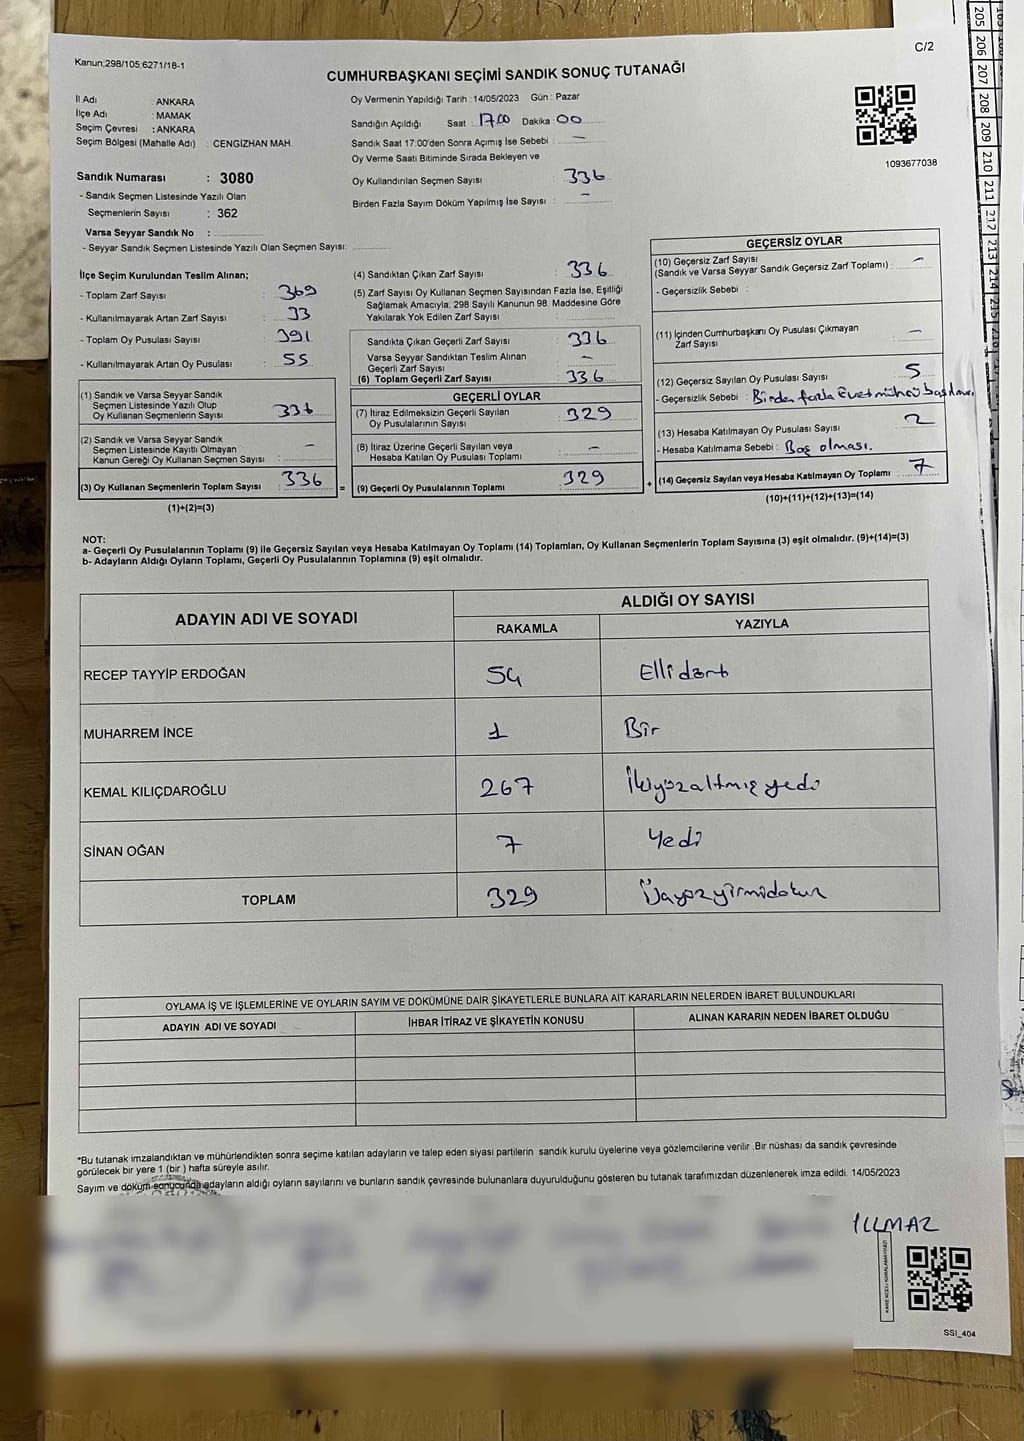 C/2
Kanun;298/105;6271/18-1
CUMHURBAŞKANI SEÇİMİ SANDIK SONUÇ TUTANAĞI
İl Adı : ANKARA
İlçe Adı : MAMAK
Seçim Çevresi : ANKARA
Seçim Bölgesi (Mahalle Adı) : CENGİZHAN MAH.
Sandık Numarası : 3080
- Sandık Seçmen Listesinde Yazılı Olan
Seçmenlerin Sayısı : 362
Varsa Seyyar Sandık No :
- Seyyar Sandık Seçmen Listesinde Yazılı Olan Seçmen Sayısı:
Oy Vermenin Yapıldığı Tarih : 14/05/2023 Gün : Pazar
Sandığın Açıldığı Saat : 17.00 Dakika : 00
Sandık Saat 17:00'den Sonra Açımış İse Sebebi : -
Oy Verme Saati Bitiminde Sırada Bekleyen ve
Oy Kullandırılan Seçmen Sayısı : 336
Birden Fazla Sayım Döküm Yapılmış İse Sayısı : -
1093677038
İlçe Seçim Kurulundan Teslim Alınan;
- Toplam Zarf Sayısı : 369
- Kullanılmayarak Artan Zarf Sayısı : 33
- Toplam Oy Pusulası Sayısı : 391
- Kullanılmayarak Artan Oy Pusulası : 55
(1) Sandık ve Varsa Seyyar Sandık
Seçmen Listesinde Yazılı Olup
Oy Kullanan Seçmenlerin Sayısı : 336
(2) Sandık ve Varsa Seyyar Sandık
Seçmen Listesinde Kayıtlı Olmayan
Kanun Gereği Oy Kullanan Seçmen Sayısı : -
(3) Oy Kullanan Seçmenlerin Toplam Sayısı : 336 =
(1)+(2)=(3)
(4) Sandıktan Çıkan Zarf Sayısı : 336
(5) Zarf Sayısı Oy Kullanan Seçmen Sayısından Fazla İse, Eşitliği
Sağlamak Amacıyla, 298 Sayılı Kanunun 98. Maddesine Göre
Yakılarak Yok Edilen Zarf Sayısı :
Sandıkta Çıkan Geçerli Zarf Sayısı : 336
Varsa Seyyar Sandıktan Teslim Alınan
Geçerli Zarf Sayısı : -
(6) Toplam Geçerli Zarf Sayısı : 336
GEÇERLİ OYLAR
(7) İtiraz Edilmeksizin Geçerli Sayılan
Oy Pusulalarının Sayısı : 329
(8) İtiraz Üzerine Geçerli Sayılan veya
Hesaba Katılan Oy Pusulası Toplamı : -
(9) Geçerli Oy Pusulalarının Toplamı : 329 +
GEÇERSİZ OYLAR
(10) Geçersiz Zarf Sayısı
(Sandık ve Varsa Seyyar Sandık Geçersiz Zarf Toplamı) : -
- Geçersizlik Sebebi :
(11) İçinden Cumhurbaşkanı Oy Pusulası Çıkmayan
Zarf Sayısı : -
(12) Geçersiz Sayılan Oy Pusulası Sayısı : 5
- Geçersizlik Sebebi : Birden fazla Evet mührü basılması
(13) Hesaba Katılmayan Oy Pusulası Sayısı : 2
- Hesaba Katılmama Sebebi : Boş olması.
(14) Geçersiz Sayılan veya Hesaba Katılmayan Oy Toplamı : 7
(10)+(11)+(12)+(13)=(14)
NOT:
a- Geçerli Oy Pusulalarının Toplamı (9) ile Geçersiz Sayılan veya Hesaba Katılmayan Oy Toplamı (14) Toplamları, Oy Kullanan Seçmenlerin Toplam Sayısına (3) eşit olmalıdır. (9)+(14)=(3)
b- Adayların Aldığı Oyların Toplamı, Geçerli Oy Pusulalarının Toplamına (9) eşit olmalıdır.
ADAYIN ADI VE SOYADI
ALDIĞI OY SAYISI
RAKAMLA YAZIYLA
RECEP TAYYİP ERDOĞAN 54 Ellidört
MUHARREM İNCE 1 Bir
KEMAL KILIÇDAROĞLU 267 İkiyüzaltmış yedi
SİNAN OĞAN 7 Yedi
TOPLAM 329 Üçyüzyirmidokuz
OYLAMA İŞ VE İŞLEMLERİNE VE OYLARIN SAYIM VE DÖKÜMÜNE DAİR ŞİKAYETLERLE BUNLARA AİT KARARLARIN NELERDEN İBARET BULUNDUKLARI
ADAYIN ADI VE SOYADI İHBAR İTİRAZ VE ŞİKAYETİN KONUSU ALINAN KARARIN NEDEN İBARET OLDUĞU
*Bu tutanak imzalandıktan ve mühürlendikten sonra seçime katılan adayların ve talep eden siyasi partilerin sandık kurulu üyelerine veya gözlemcilerine verilir. Bir nüshası da sandık çevresinde
görülecek bir yere 1 (bir ) hafta süreyle asılır.
Sayım ve döküm sonucunda adayların aldığı oyların sayılarını ve bunların sandık çevresinde bulunanlara duyurulduğunu gösteren bu tutanak tarafımızdan düzenlenerek imza edildi. 14/05/2023
SSI_404
205
206
207
208
209
210
211
212
213
214